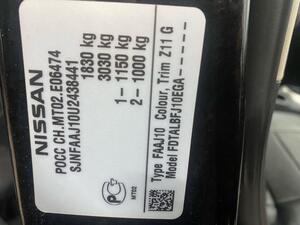 NISSAN
POCC CH.MT02.E06474
SJNFAAJ10U2438441
1830 kg
3030 kg
1 - 1150 kg
2 - 1000 kg
MT02
Type FAAJ10 Colour, Trim Z11 G
Model FDTALBFJ10EGA - - - - -